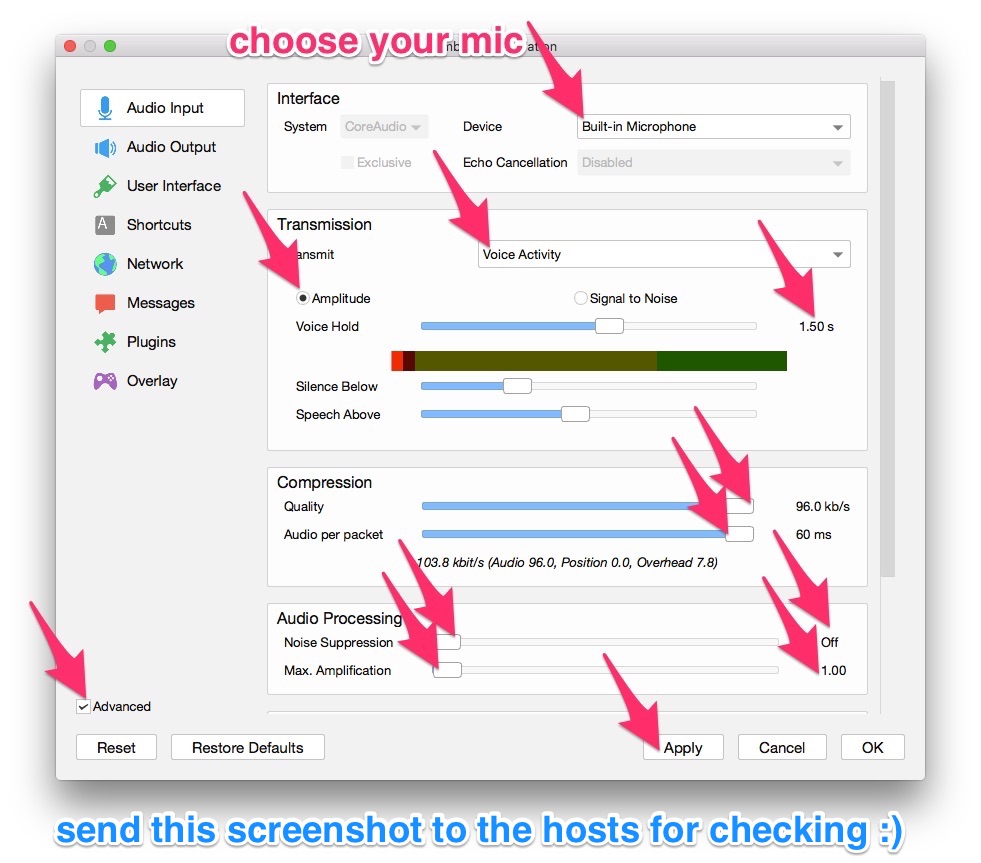 choose your mic
Audio Input
Audio Output
User Interface
Shortcuts
Network
Messages
Plugins
Overlay
Interface
System CoreAudio Device Built-in Microphone
Exclusive Echo Cancellation Disabled
Transmission
Voice Activity
Amplitude Signal to Noise
Voice Hold 1.50 s
Silence Below
Speech Above
Compression
Quality 96.0 kb/s
Audio per packet 60 ms
103.8 kbit/s (Audio 96.0, Position 0.0, Overhead 7.8)
Audio Processing
Noise Suppression Off
Max. Amplification 1.00
Advanced
Reset Restore Defaults Apply Cancel OK
send this screenshot to the hosts for checking :)